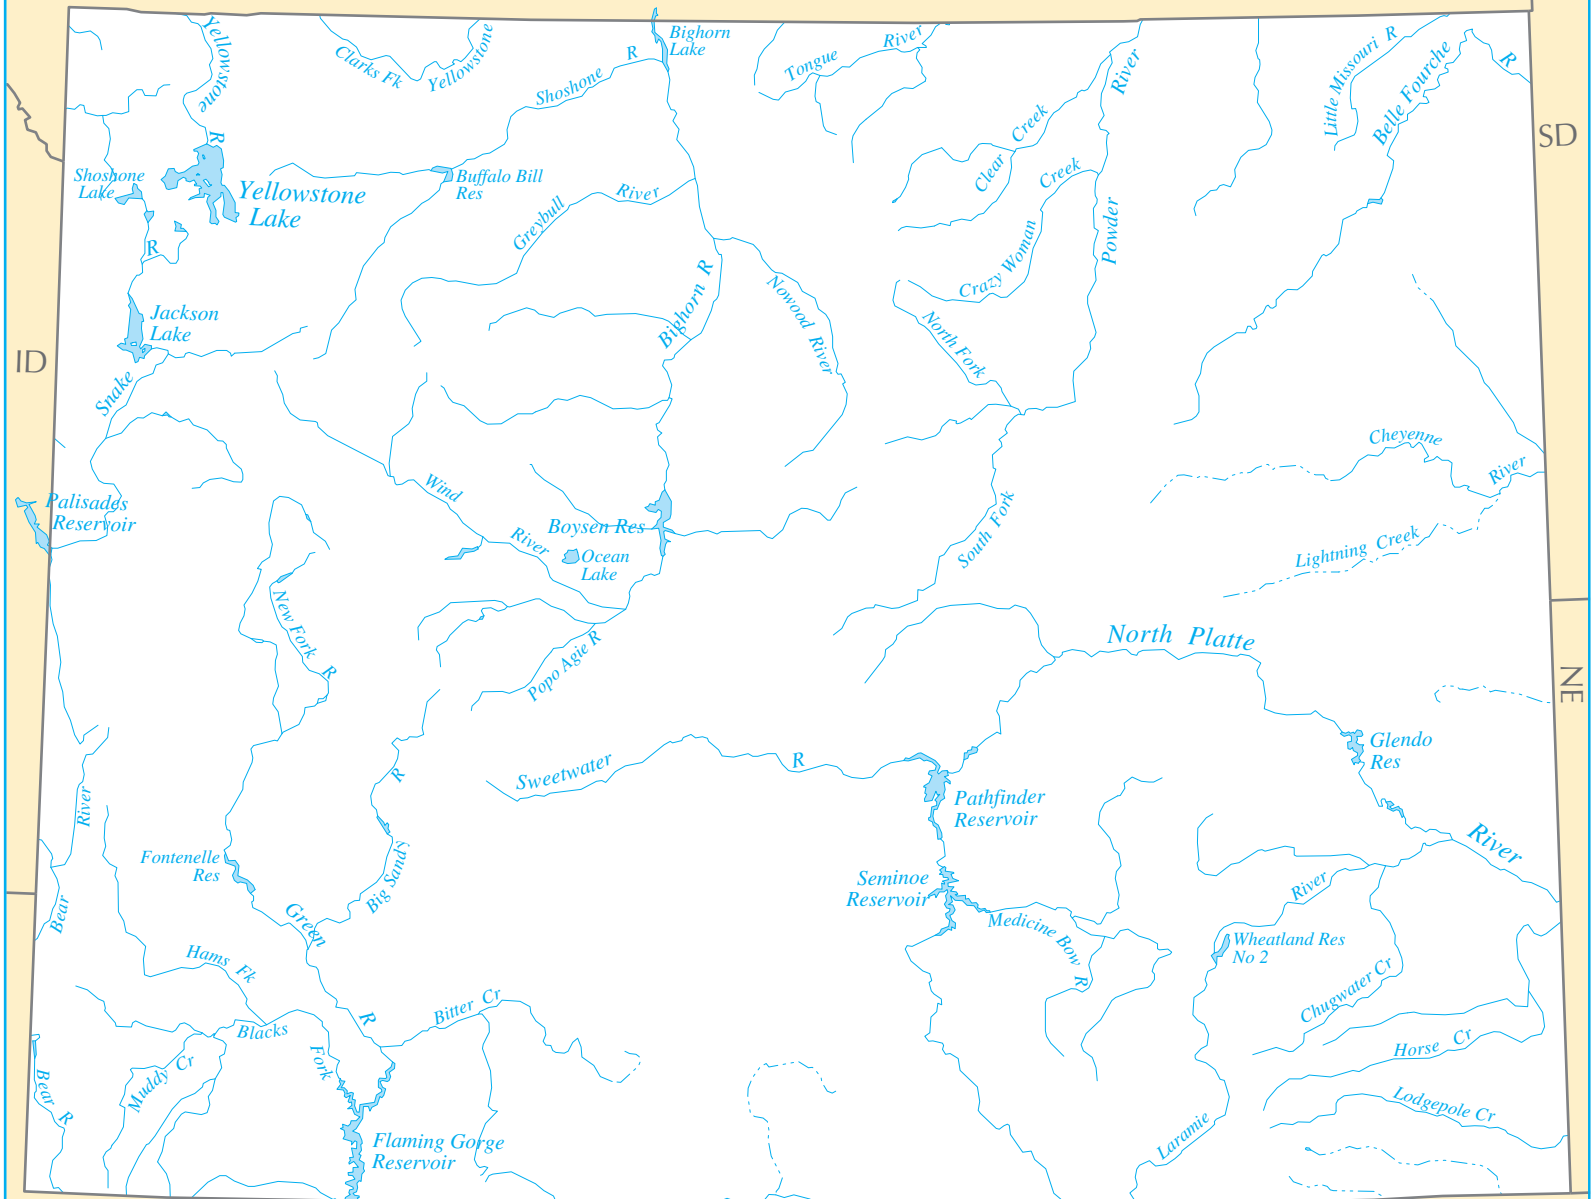 Yellowstone
R
Clarks Fk
Yellowstone
Bighorn
Lake
Shoshone
R
Tongue
River
Little Missouri R
Belle Fourche
R
SD
Shoshone
Lake
Yellowstone
Lake
Buffalo Bill
Res
Greybull
River
Clear
Creek
Crazy Woman
Creek
Powder
River
R
Jackson
Lake
Snake
ID
Bighorn R
Nowood River
North Fork
Cheyenne
River
Palisades
Reservoir
Wind
River
Boysen Res
Ocean
Lake
South Fork
Lightning Creek
New Fork
R
Popo Agie R
North Platte
NE
Sweetwater
R
R
Glendo
Res
Pathfinder
Reservoir
River
River
Fontenelle
Res
Big Sandy
Seminoe
Reservoir
River
Bear
Green
Medicine Bow
R
Wheatland Res
No 2
Hams Fk
Chugwater Cr
Bitter Cr
R
Blacks
Fork
Horse Cr
Muddy Cr
Bear
R
Lodgepole Cr
Laramie
Flaming Gorge
Reservoir